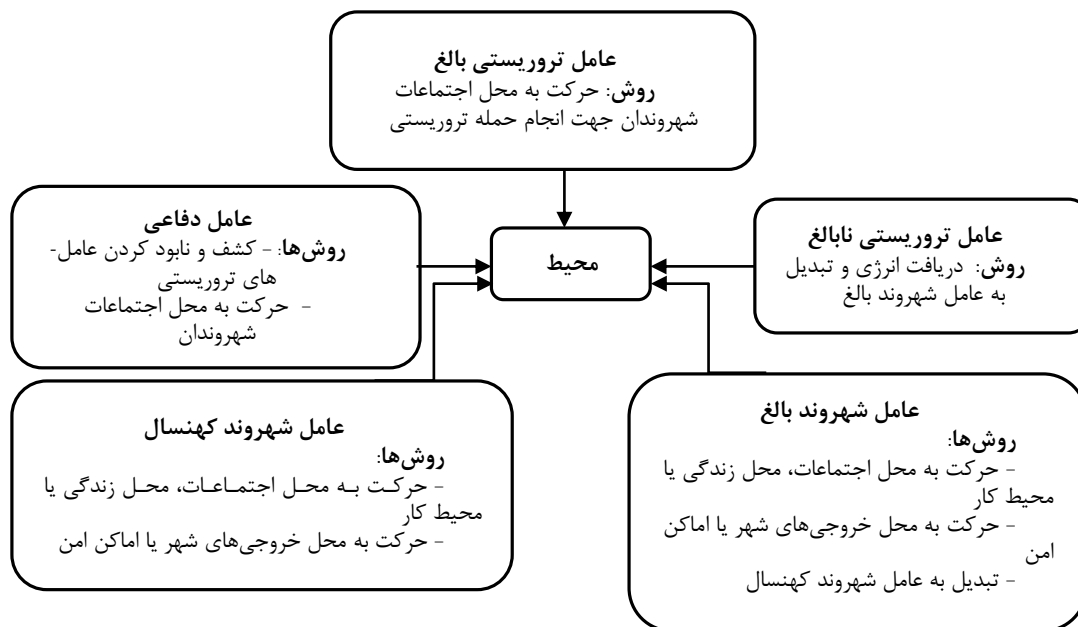 عامل تروریستی بالغ
روش: حرکت به محل اجتماعات
شهروندان جهت انجام حمله تروریستی
عامل تروریستی نابالغ
روش: دریافت انرژی و تبدیل
به عامل شهروند بالغ
محیط
عامل دفاعی
روش‌ها: - کشف و نابود کردن عامل-
های تروریستی
- حرکت به محل اجتماعات
شهروندان
عامل شهروند بالغ
روش‌ها:
- حرکت به محل اجتماعات، محل زندگی یا
محیط کار
- حرکت به محل خروجی‌های شهر یا اماکن
امن
- تبدیل به عامل شهروند کهنسال
عامل شهروند کهنسال
روش‌ها:
- حرکت به محل اجتماعات، محل زندگی یا
محیط کار
- حرکت به محل خروجی‌های شهر یا اماکن امن